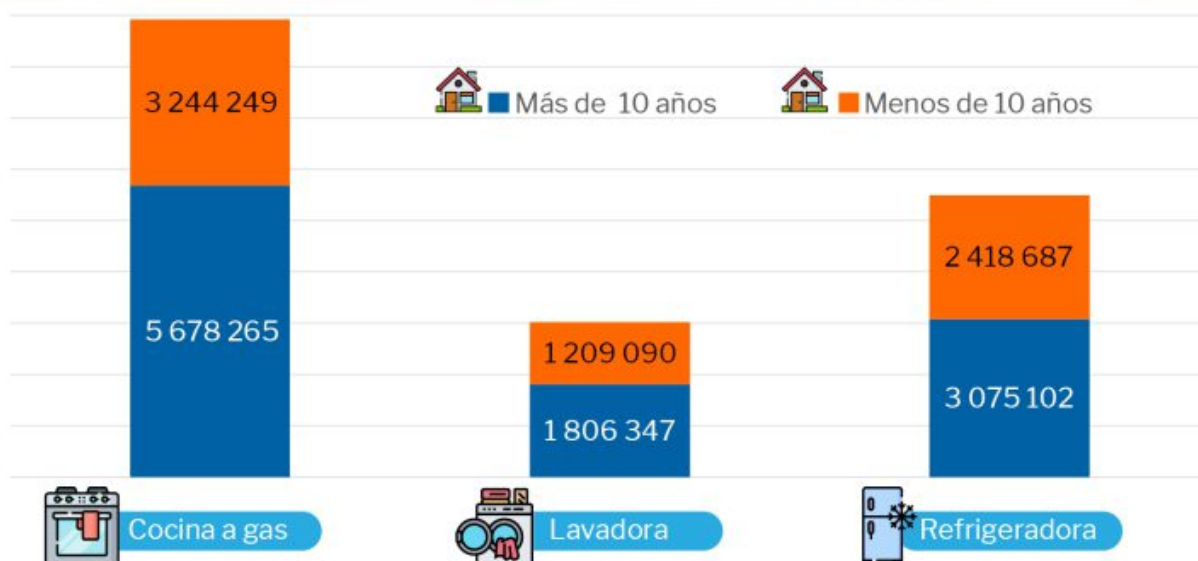 3 244 249
Más de 10 años
Menos de 10 años
5 678 265
1 209 090
1 806 347
2 418 687
3 075 102
Cocina a gas
Lavadora
Refrigeradora